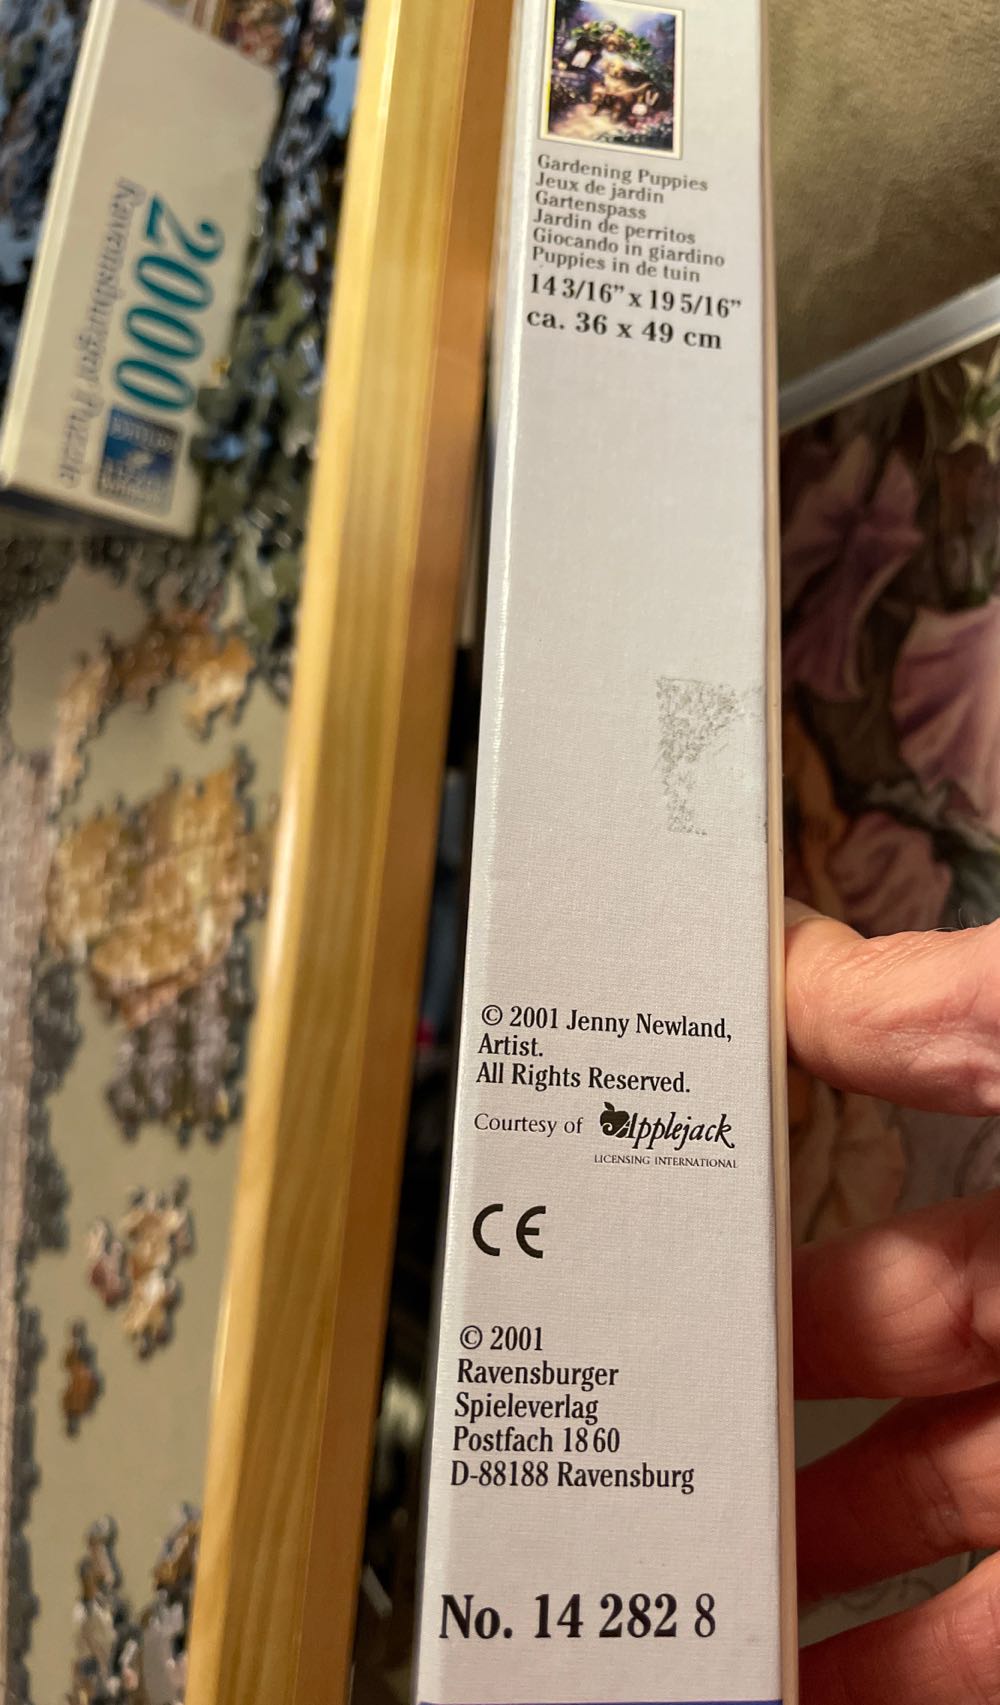 2000
Ravensburger Puzzle
Gardening Puppies
Jeux de jardin
Gartenspass
Jardin de perritos
Giocando in giardino
Puppies in de tuin
14 3/16” x 19 5/16”
ca. 36 x 49 cm
© 2001 Jenny Newland,
Artist.
All Rights Reserved.
Courtesy of Applejack
LICENSING INTERNATIONAL
CE
© 2001
Ravensburger
Spieleverlag
Postfach 18 60
D-88188 Ravensburg
No. 14 282 8